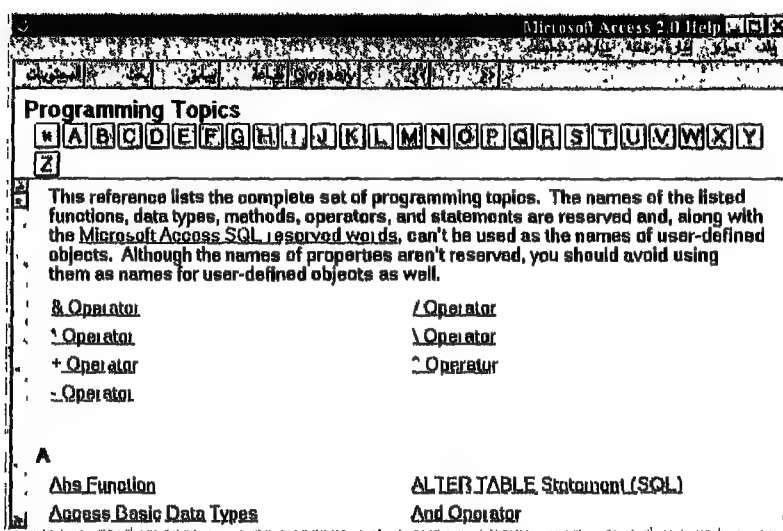 Microsoft Access 2.0 Help
المحتويات بحث السابق طباعة Glossary
Programming Topics
* A B C D E F G H I J K L M N O P Q R S T U V W X Y
Z
This reference lists the complete set of programming topics. The names of the listed
functions, data types, methods, operators, and statements are reserved and, along with
the Microsoft Access SQL reserved words, can't be used as the names of user-defined
objects. Although the names of properties aren't reserved, you should avoid using
them as names for user-defined objects as well.
& Operator / Operator
* Operator \ Operator
+ Operator ^ Operator
- Operator
A
Abs Function ALTER TABLE Statement (SQL)
Access Basic Data Types And Operator